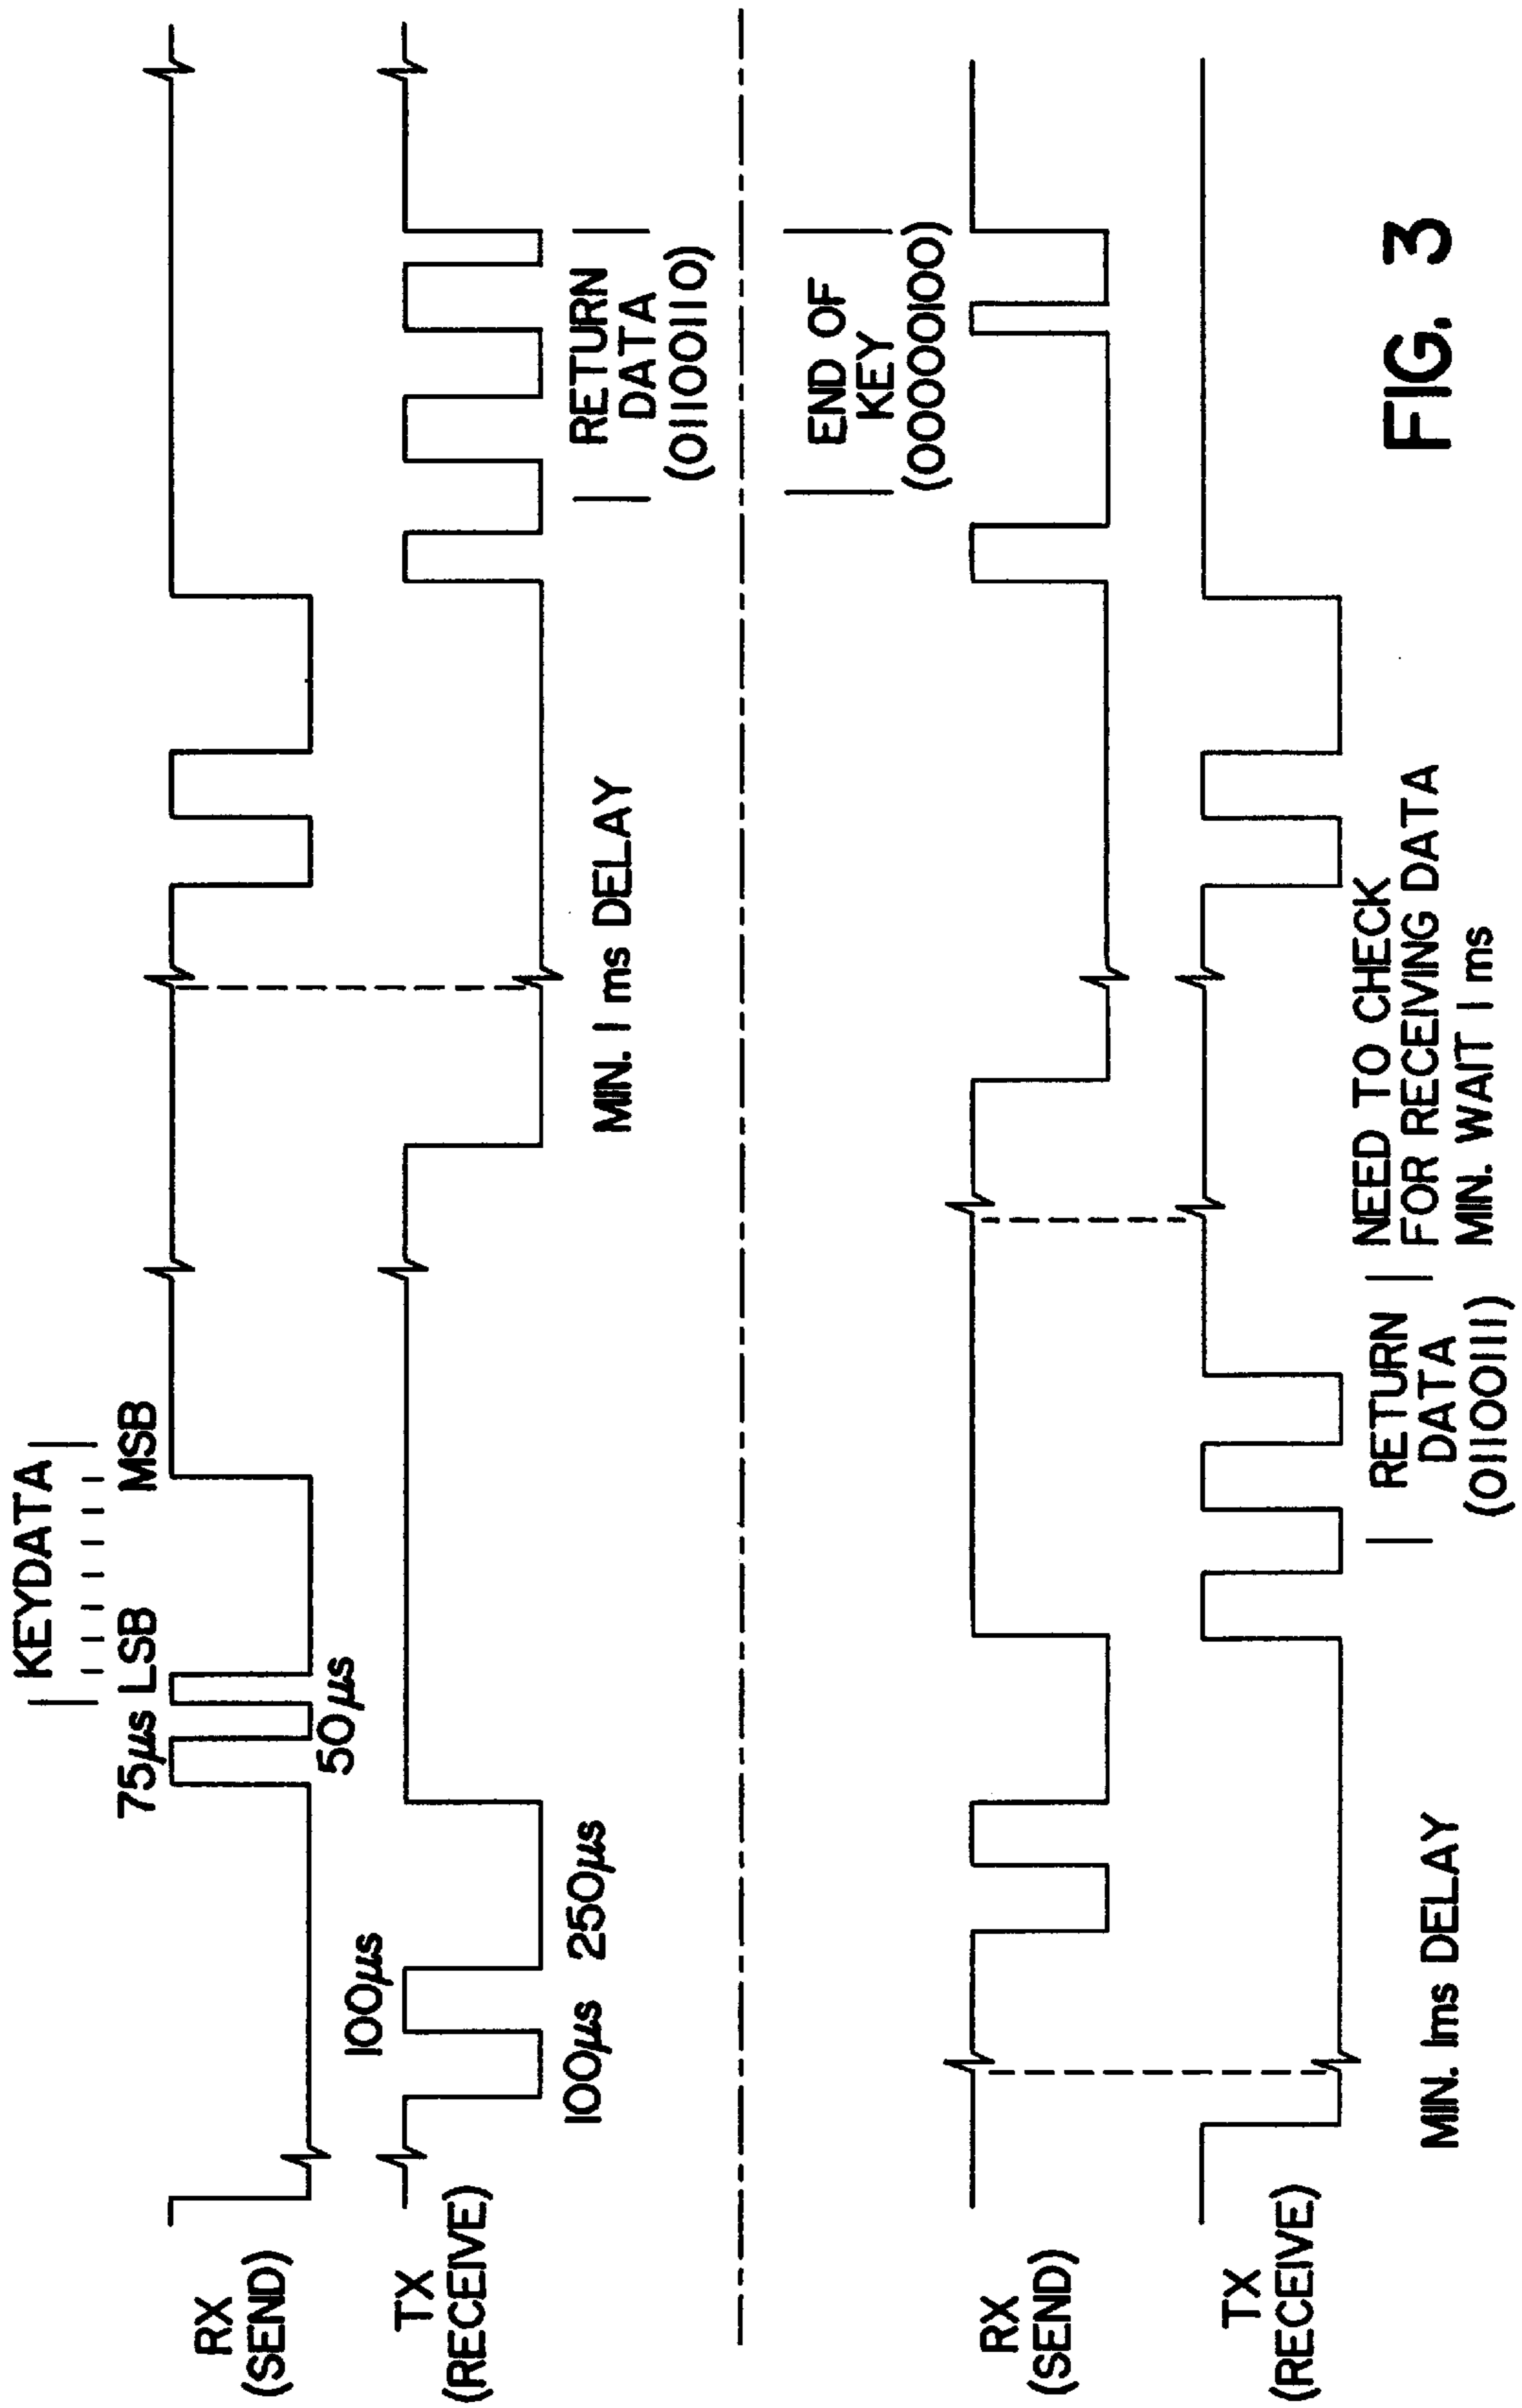 KEYDATA
75µs LSB MSB
50µs
RX
(SEND)
100µs
TX
(RECEIVE)
100µs 250µs
MIN. 1 ms DELAY
RETURN
DATA
(01100110)
END OF
KEY
(00000100)
RX
(SEND)
TX
(RECEIVE)
MIN. 1ms DELAY
RETURN
DATA
(01100111)
NEED TO CHECK
FOR RECEIVING DATA
MIN. WAIT 1 ms
FIG. 3